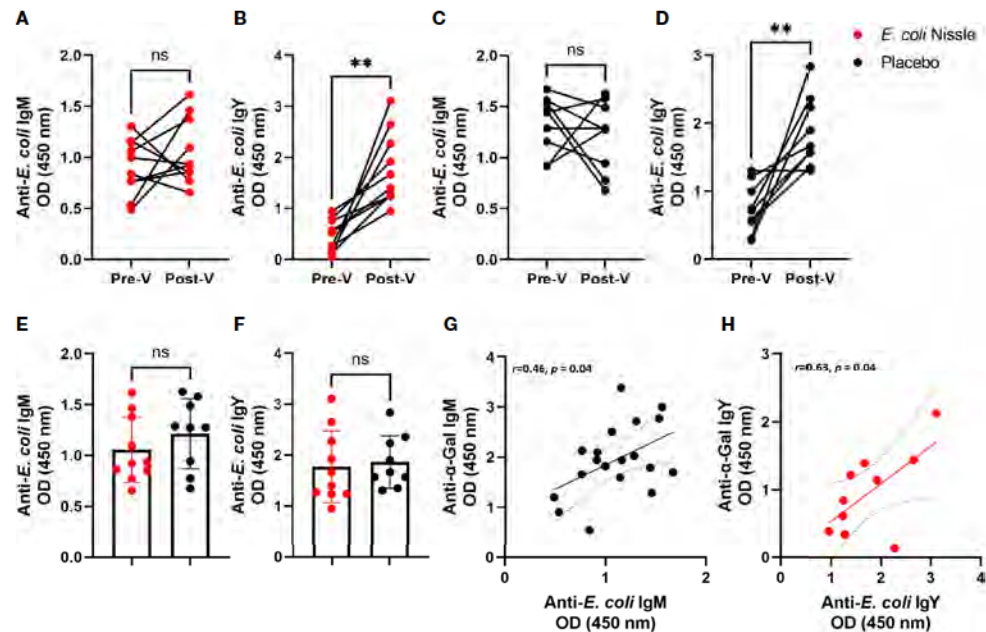 A
B
C
D
E. coli Nissle
Placebo
ns
**
ns
**
Anti-E. coli IgM
OD (450 nm)
2.0
1.5
1.0
0.5
0.0
Pre-V Post-V
Anti-E. coli IgY
OD (450 nm)
4
3
2
1
0
Pre-V Post-V
Anti-E. coli IgM
OD (450 nm)
2.0
1.5
1.0
0.5
0.0
Pre-V Post-V
Anti-E. coli IgY
OD (450 nm)
3
2
1
0
Pre-V Post-V
E
F
G
H
ns
ns
r=0.46, p = 0.04
r=0.63, p = 0.04
Anti-E. coli IgM
OD (450 nm)
2.0
1.5
1.0
0.5
0.0
Anti-E. coli IgY
OD (450 nm)
4
3
2
1
0
Anti-α-Gal IgM
OD (450 nm)
4
3
2
1
0
0 1 2
Anti-E. coli IgM
OD (450 nm)
Anti-α-Gal IgY
OD (450 nm)
3
2
1
0
0 1 2 3 4
Anti-E. coli IgY
OD (450 nm)